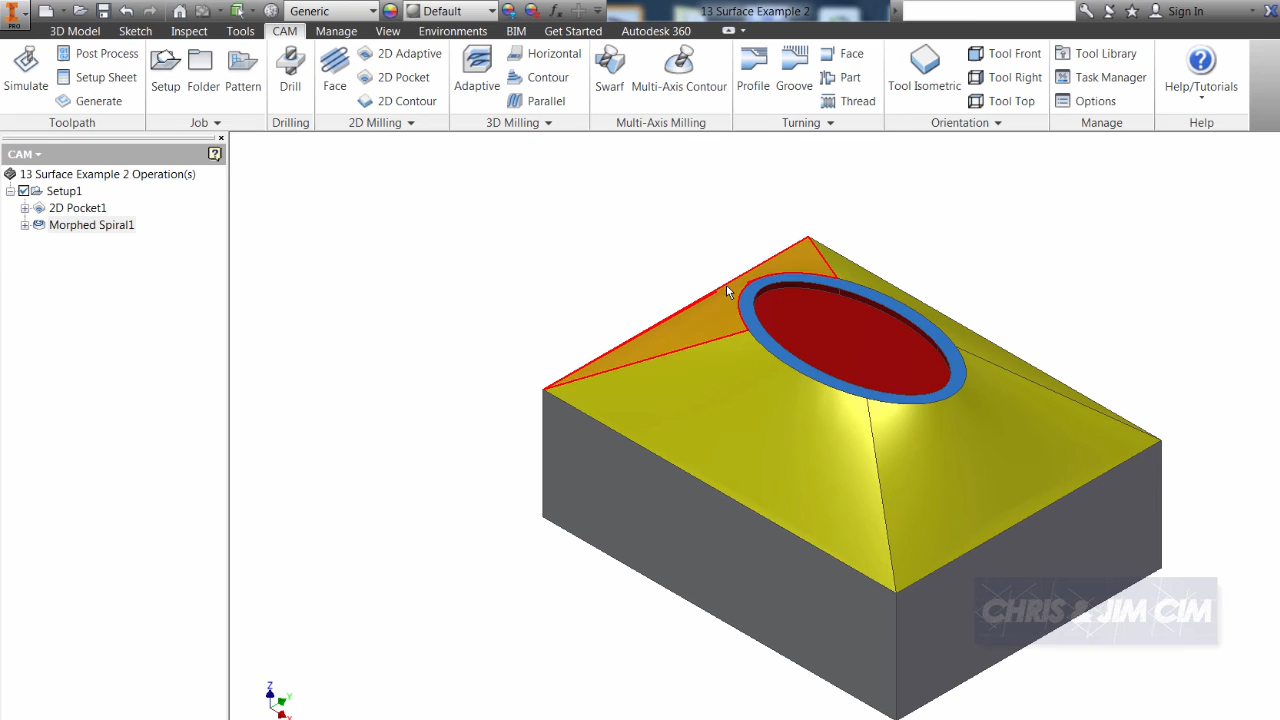 PRO
Generic
Default
13 Surface Example 2
Sign In
3D Model
Sketch
Inspect
Tools
CAM
Manage
View
Environments
BIM
Get Started
Autodesk 360
Simulate
Post Process
Setup Sheet
Generate
Toolpath
Setup
Folder
Pattern
Job
Drill
Drilling
Face
2D Adaptive
2D Pocket
2D Contour
2D Milling
Adaptive
Horizontal
Contour
Parallel
3D Milling
Swarf
Multi-Axis Contour
Multi-Axis Milling
Profile
Groove
Face
Part
Thread
Turning
Tool Isometric
Tool Front
Tool Right
Tool Top
Orientation
Tool Library
Task Manager
Options
Manage
Help/Tutorials
Help
CAM
13 Surface Example 2 Operation(s)
Setup1
2D Pocket1
Morphed Spiral1
CHRIS & JIM CIM
Z
Y
X